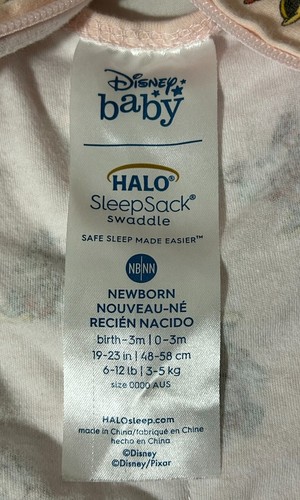 Disney
baby
HALO®
SleepSack®
swaddle
SAFE SLEEP MADE EASIER™
NB|NN
NEWBORN
NOUVEAU-NÉ
RECIÉN NACIDO
birth-3m | 0-3m
19-23 in | 48-58 cm
6-12 lb | 3-5 kg
size 0000 AUS
HALOsleep.com
made in China/fabriqué en Chine
hecho en China
©Disney
©Disney/Pixar